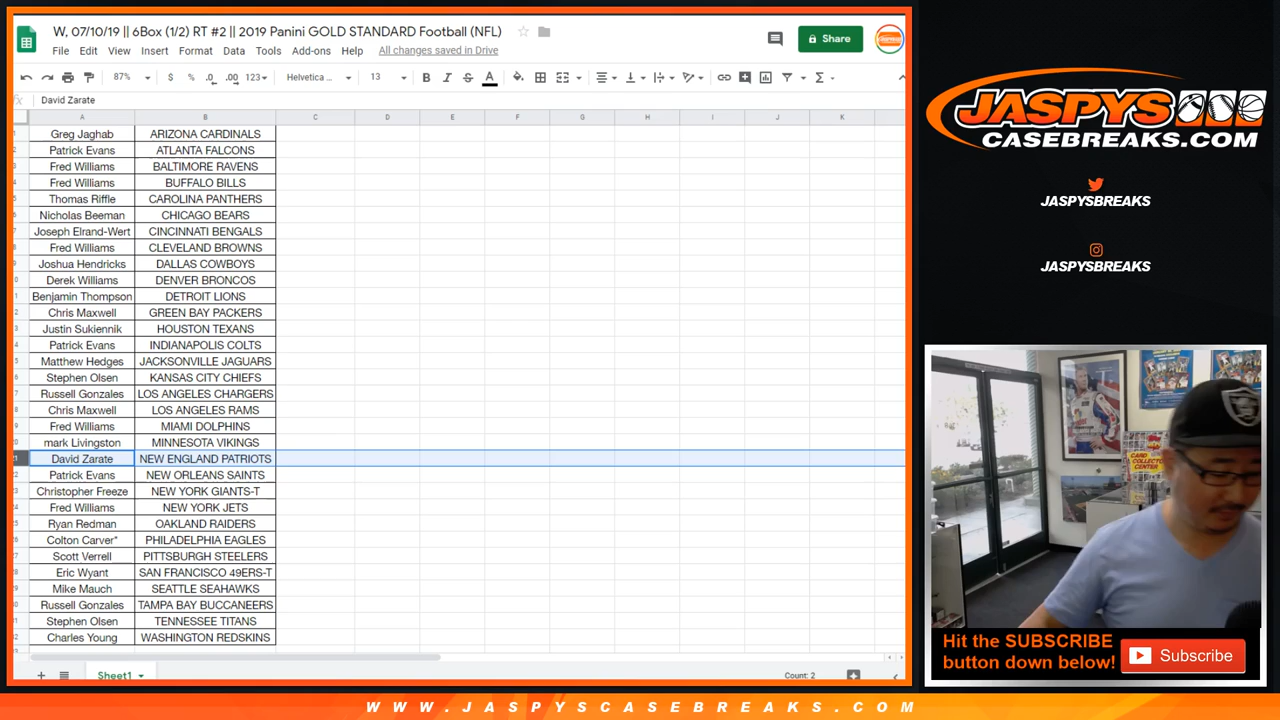 W, 07/10/19 || 6Box (1/2) RT #2 || 2019 Panini GOLD STANDARD Football (NFL)
Share
File Edit View Insert Format Data Tools Add-ons Help All changes saved in Drive
87% $ % .0 .00 123 Helvetica ... 13 B I S A
fx David Zarate
A B C D E F G H I J K
Greg Jaghab ARIZONA CARDINALS
Patrick Evans ATLANTA FALCONS
Fred Williams BALTIMORE RAVENS
Fred Williams BUFFALO BILLS
Thomas Riffle CAROLINA PANTHERS
Nicholas Beeman CHICAGO BEARS
Joseph Elrand-Wert CINCINNATI BENGALS
Fred Williams CLEVELAND BROWNS
Joshua Hendricks DALLAS COWBOYS
Derek Williams DENVER BRONCOS
Benjamin Thompson DETROIT LIONS
Chris Maxwell GREEN BAY PACKERS
Justin Sukiennik HOUSTON TEXANS
Patrick Evans INDIANAPOLIS COLTS
Matthew Hedges JACKSONVILLE JAGUARS
Stephen Olsen KANSAS CITY CHIEFS
Russell Gonzales LOS ANGELES CHARGERS
Chris Maxwell LOS ANGELES RAMS
Fred Williams MIAMI DOLPHINS
mark Livingston MINNESOTA VIKINGS
David Zarate NEW ENGLAND PATRIOTS
Patrick Evans NEW ORLEANS SAINTS
Christopher Freeze NEW YORK GIANTS-T
Fred Williams NEW YORK JETS
Ryan Redman OAKLAND RAIDERS
Colton Carver* PHILADELPHIA EAGLES
Scott Verrell PITTSBURGH STEELERS
Eric Wyant SAN FRANCISCO 49ERS-T
Mike Mauch SEATTLE SEAHAWKS
Russell Gonzales TAMPA BAY BUCCANEERS
Stephen Olsen TENNESSEE TITANS
Charles Young WASHINGTON REDSKINS
Sheet1
Count: 2
JASPYS
CASEBREAKS.COM
JASPYSBREAKS
JASPYSBREAKS
CARD COLLECTOR CENTER
Hit the SUBSCRIBE
button down below!
Subscribe
WWW.JASPYSCASEBREAKS.COM